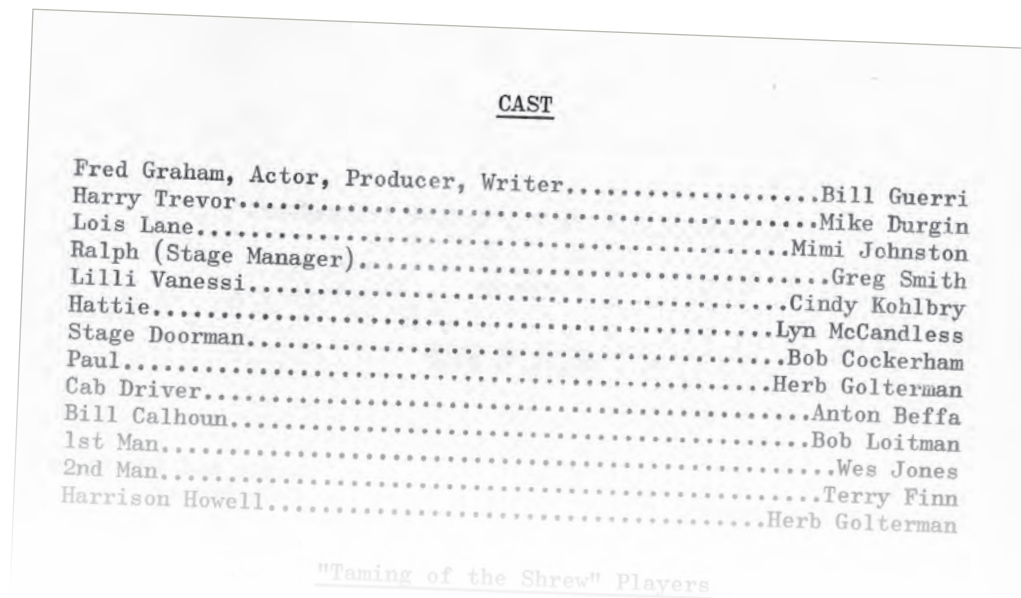 CAST
Fred Graham, Actor, Producer, Writer...................Bill Guerri
Harry Trevor...........................................Mike Durgin
Lois Lane............................................Mimi Johnston
Ralph (Stage Manager)...................................Greg Smith
Lilli Vanessi........................................Cindy Kohlbry
Hattie..............................................Lyn McCandless
Stage Doorman........................................Bob Cockerham
Paul................................................Herb Golterman
Cab Driver.............................................Anton Beffa
Bill Calhoun...........................................Bob Loitman
1st Man..................................................Wes Jones
2nd Man.................................................Terry Finn
Harrison Howell.....................................Herb Golterman
"Taming of the Shrew" Players